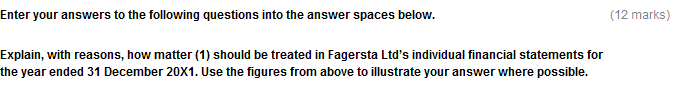 Enter your answers to the following questions into the answer spaces below. (12 marks)
Explain, with reasons, how matter (1) should be treated in Fagersta Ltd's individual financial statements for
the year ended 31 December 20X1. Use the figures from above to illustrate your answer where possible.